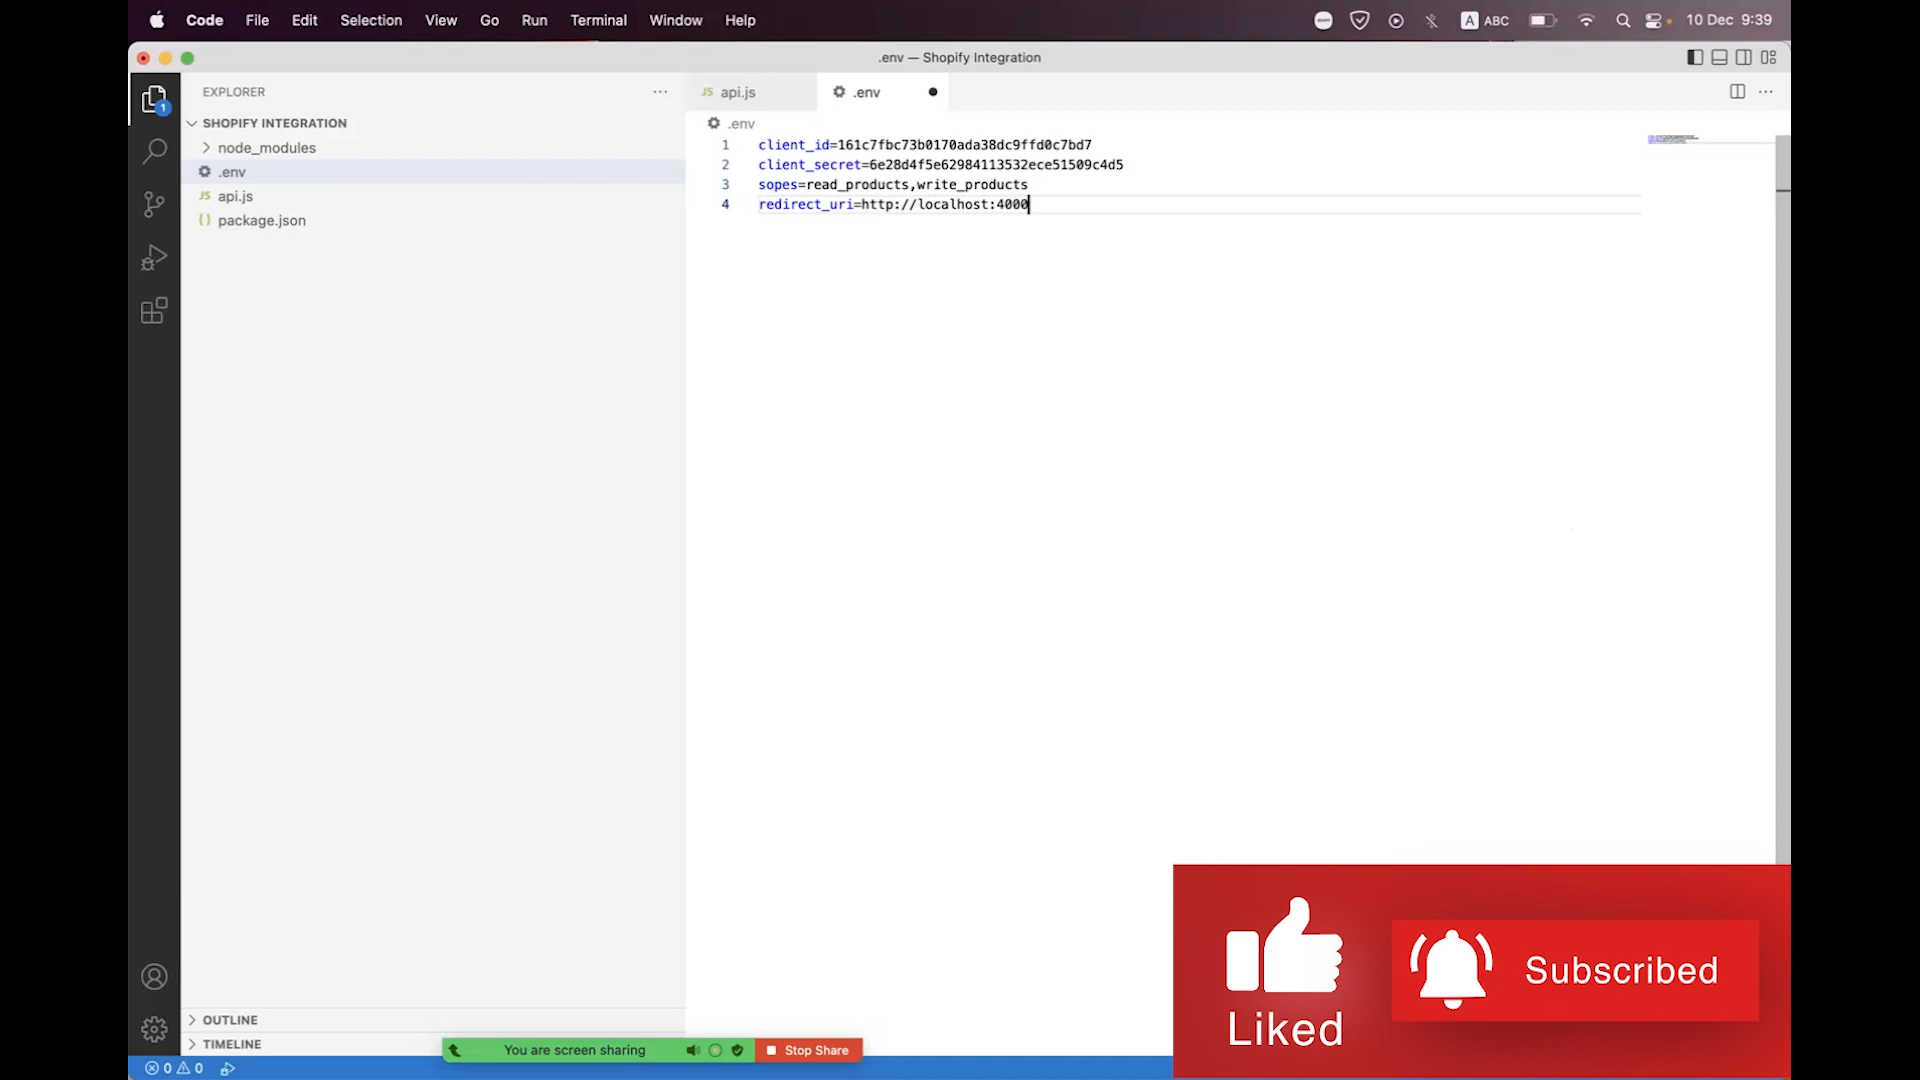 Code File Edit Selection View Go Run Terminal Window Help A ABC 10 Dec 9:39
.env — Shopify Integration
EXPLORER ···
JS api.js
.env
1
SHOPIFY INTEGRATION
node_modules
.env
JS api.js
{} package.json
.env
1 client_id=161c7fbc73b0170ada38dc9ffd0c7bd7
2 client_secret=6e28d4f5e62984113532ece51509c4d5
3 sopes=read_products,write_products
4 redirect_uri=http://localhost:4000
OUTLINE
TIMELINE
You are screen sharing
Stop Share
0 0
Liked
Subscribed